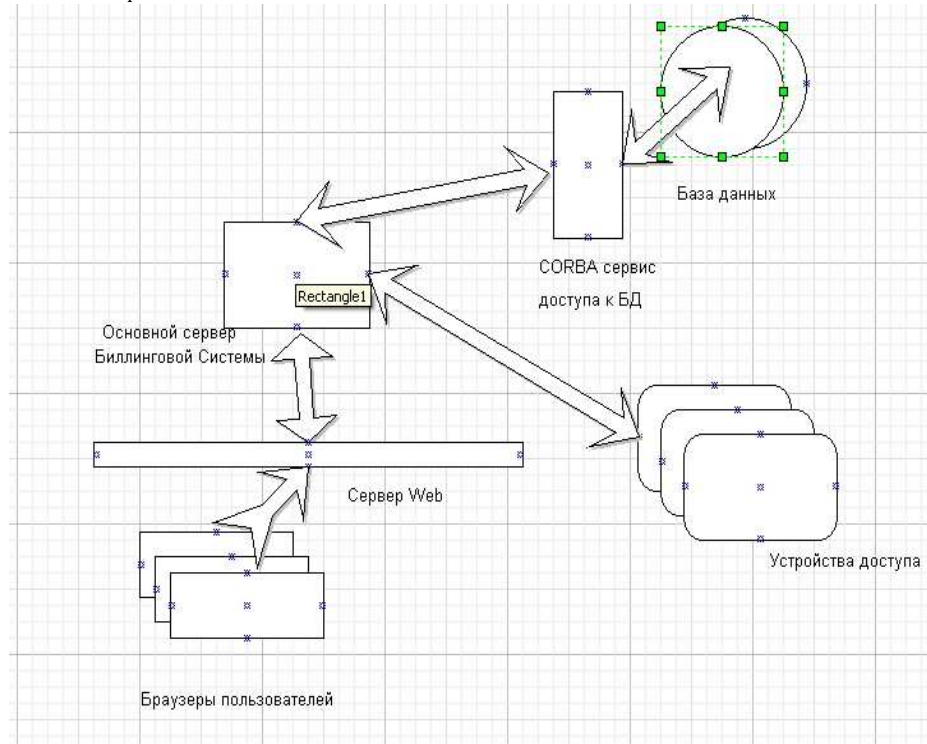 База данных
CORBA сервис
доступа к БД
Rectangle1
Основной сервер
Биллинговой Системы
Сервер Web
Устройства доступа
Браузеры пользователей